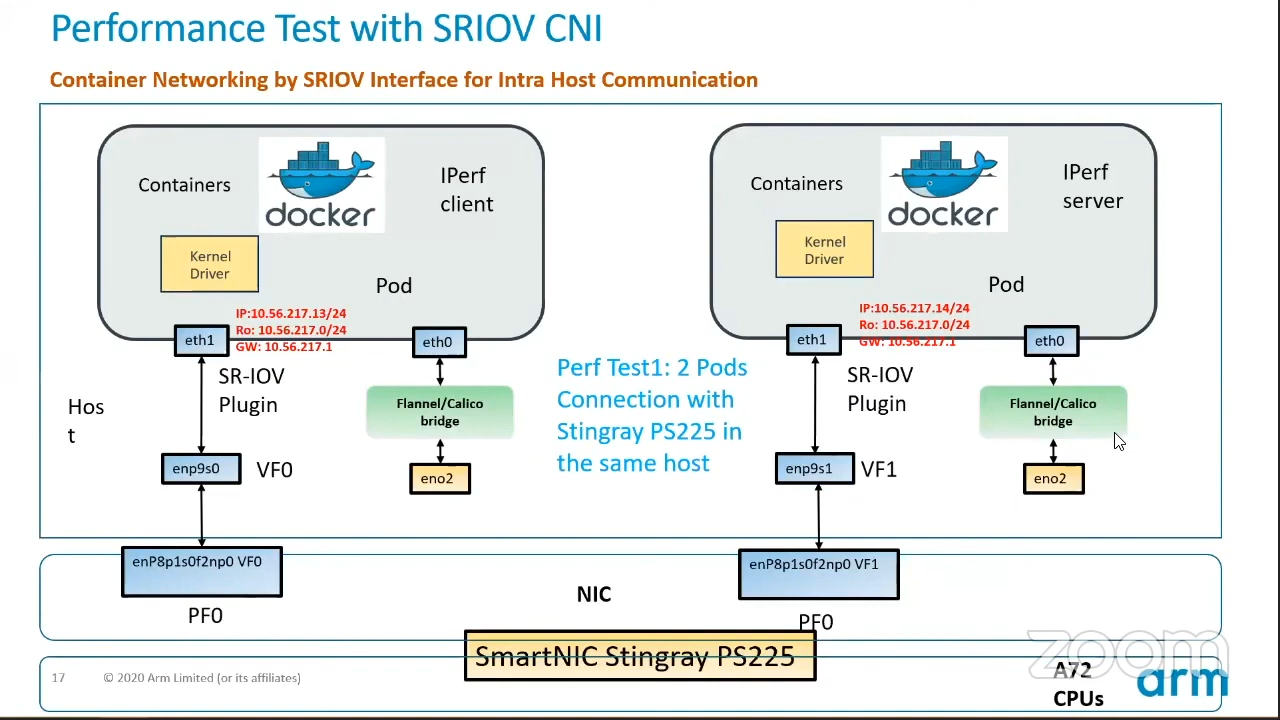 Performance Test with SRIOV CNI
Container Networking by SRIOV Interface for Intra Host Communication
Containers
docker
IPerf
client
Kernel
Driver
Pod
IP:10.56.217.13/24
Ro: 10.56.217.0/24
GW: 10.56.217.1
eth1
eth0
SR-IOV
Plugin
Flannel/Calico
bridge
Hos
t
enp9s0
VF0
eno2
Perf Test1: 2 Pods
Connection with
Stingray PS225 in
the same host
Containers
docker
IPerf
server
Kernel
Driver
Pod
IP:10.56.217.14/24
Ro: 10.56.217.0/24
GW: 10.56.217.1
eth1
eth0
SR-IOV
Plugin
Flannel/Calico
bridge
enp9s1
VF1
eno2
enP8p1s0f2np0 VF0
PF0
NIC
enP8p1s0f2np0 VF1
PF0
SmartNIC Stingray PS225
zoom
A72
CPUs
arm
17
© 2020 Arm Limited (or its affiliates)